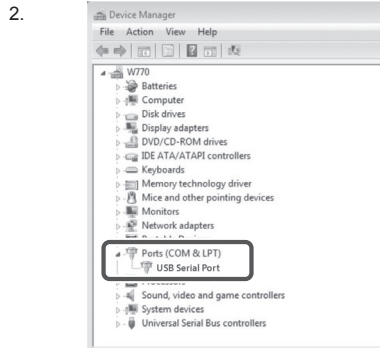 2.
Device Manager
File Action View Help
W770
Batteries
Computer
Disk drives
Display adapters
DVD/CD-ROM drives
IDE ATA/ATAPI controllers
Keyboards
Memory technology driver
Mice and other pointing devices
Monitors
Network adapters
Ports (COM & LPT)
USB Serial Port
Sound, video and game controllers
System devices
Universal Serial Bus controllers